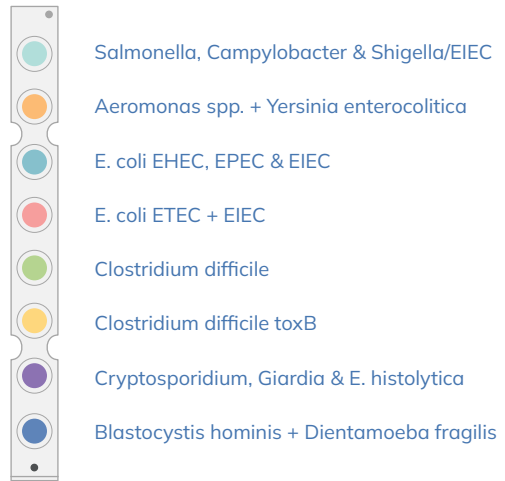 Salmonella, Campylobacter & Shigella/EIEC
Aeromonas spp. + Yersinia enterocolitica
E. coli EHEC, EPEC & EIEC
E. coli ETEC + EIEC
Clostridium difficile
Clostridium difficile toxB
Cryptosporidium, Giardia & E. histolytica
Blastocystis hominis + Dientamoeba fragilis